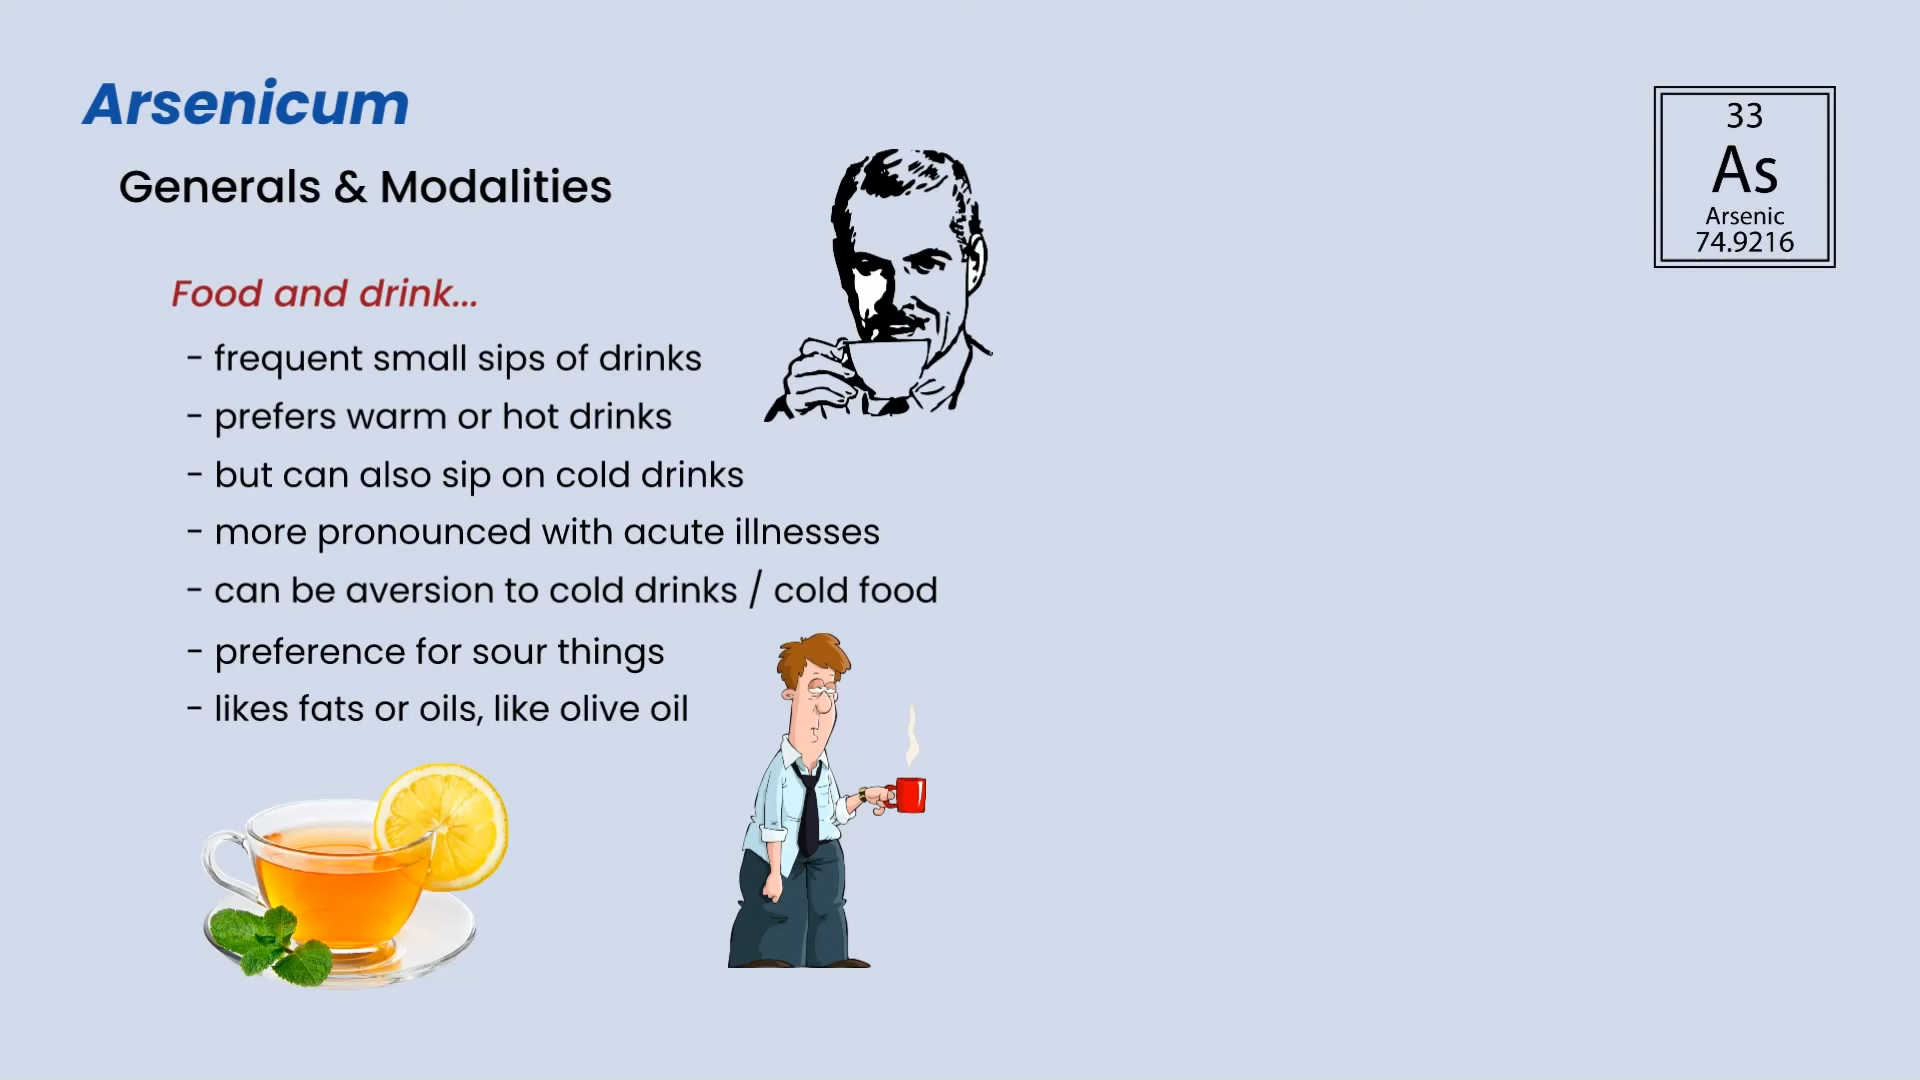 Arsenicum
Generals & Modalities
Food and drink...
- frequent small sips of drinks
- prefers warm or hot drinks
- but can also sip on cold drinks
- more pronounced with acute illnesses
- can be aversion to cold drinks / cold food
- preference for sour things
- likes fats or oils, like olive oil
33
As
Arsenic
74.9216